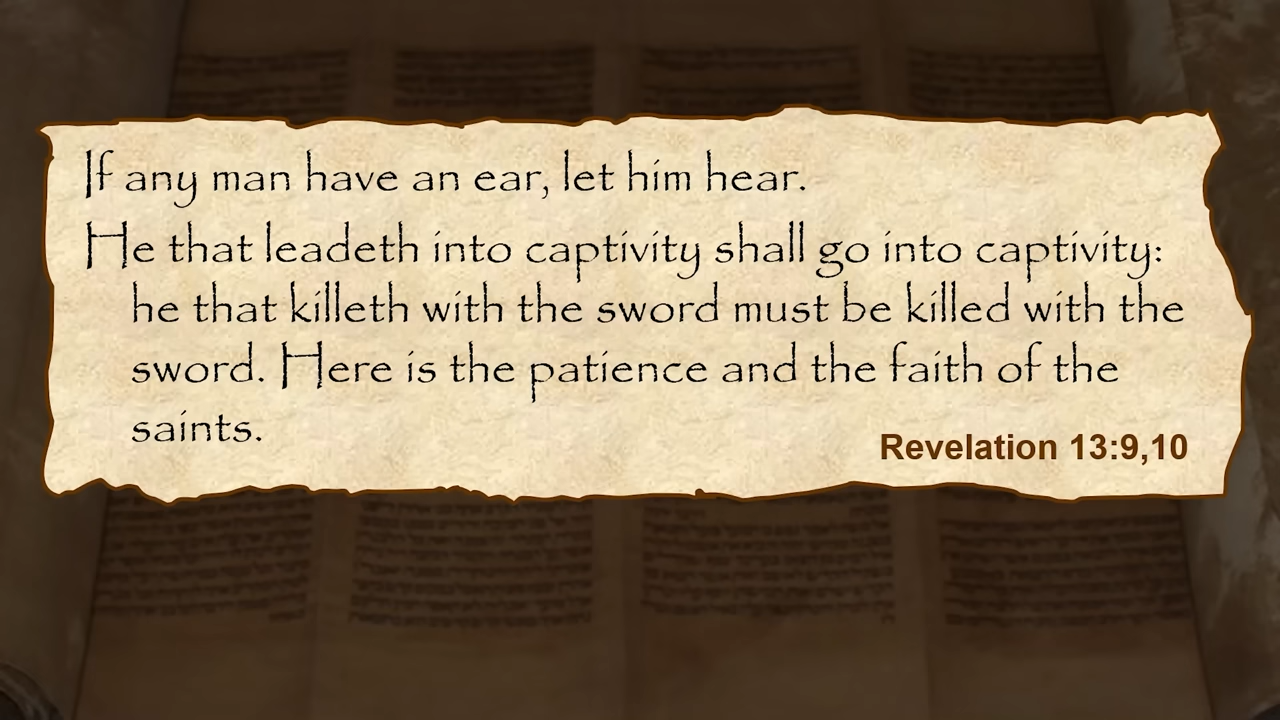 If any man have an ear, let him hear.
He that leadeth into captivity shall go into captivity:
he that killeth with the sword must be killed with the
sword. Here is the patience and the faith of the
saints.
Revelation 13:9,10